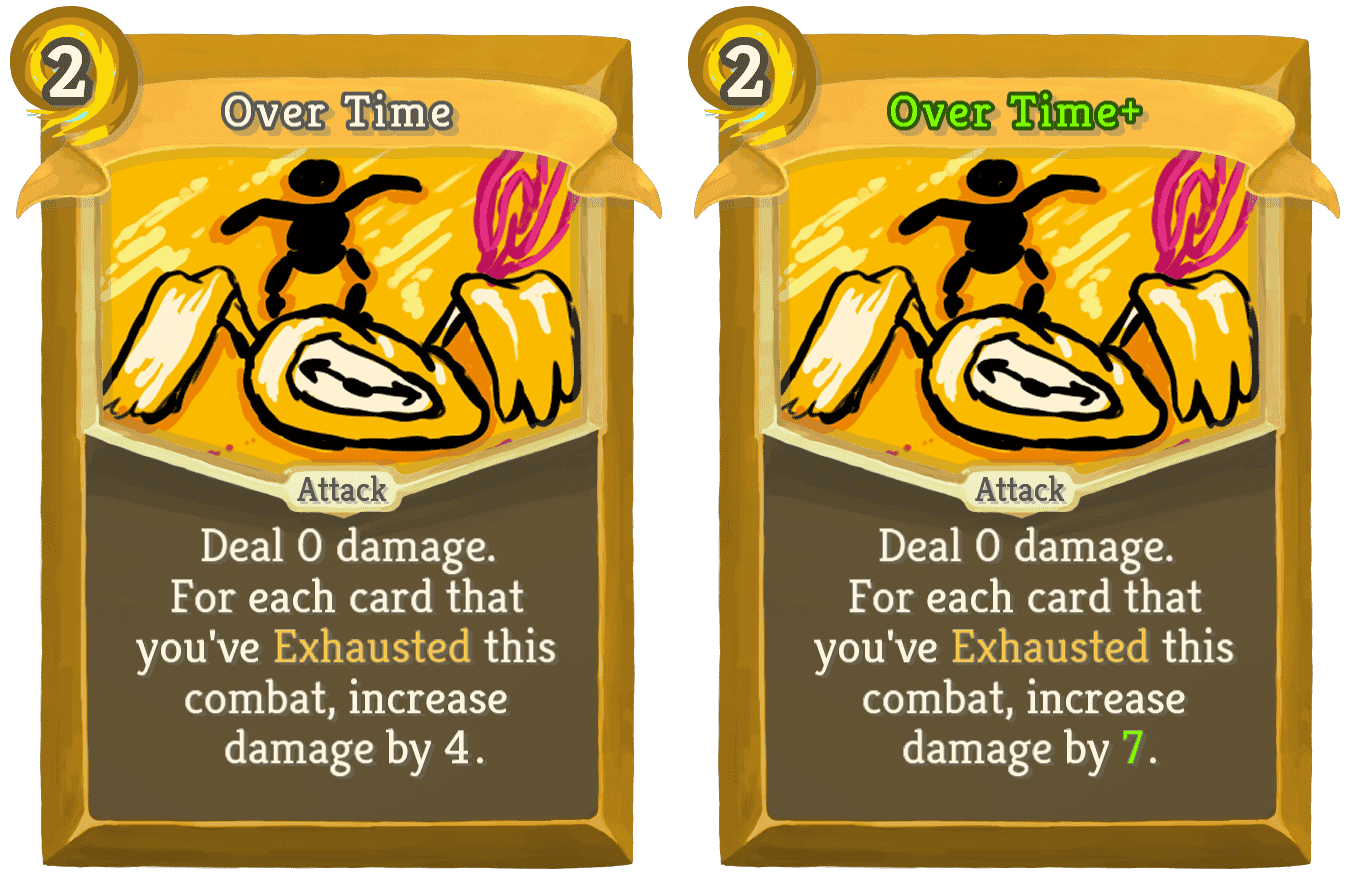 2
Over Time
Attack
Deal 0 damage.
For each card that
you've Exhausted this
combat, increase
damage by 4.
2
Over Time+
Attack
Deal 0 damage.
For each card that
you've Exhausted this
combat, increase
damage by 7.